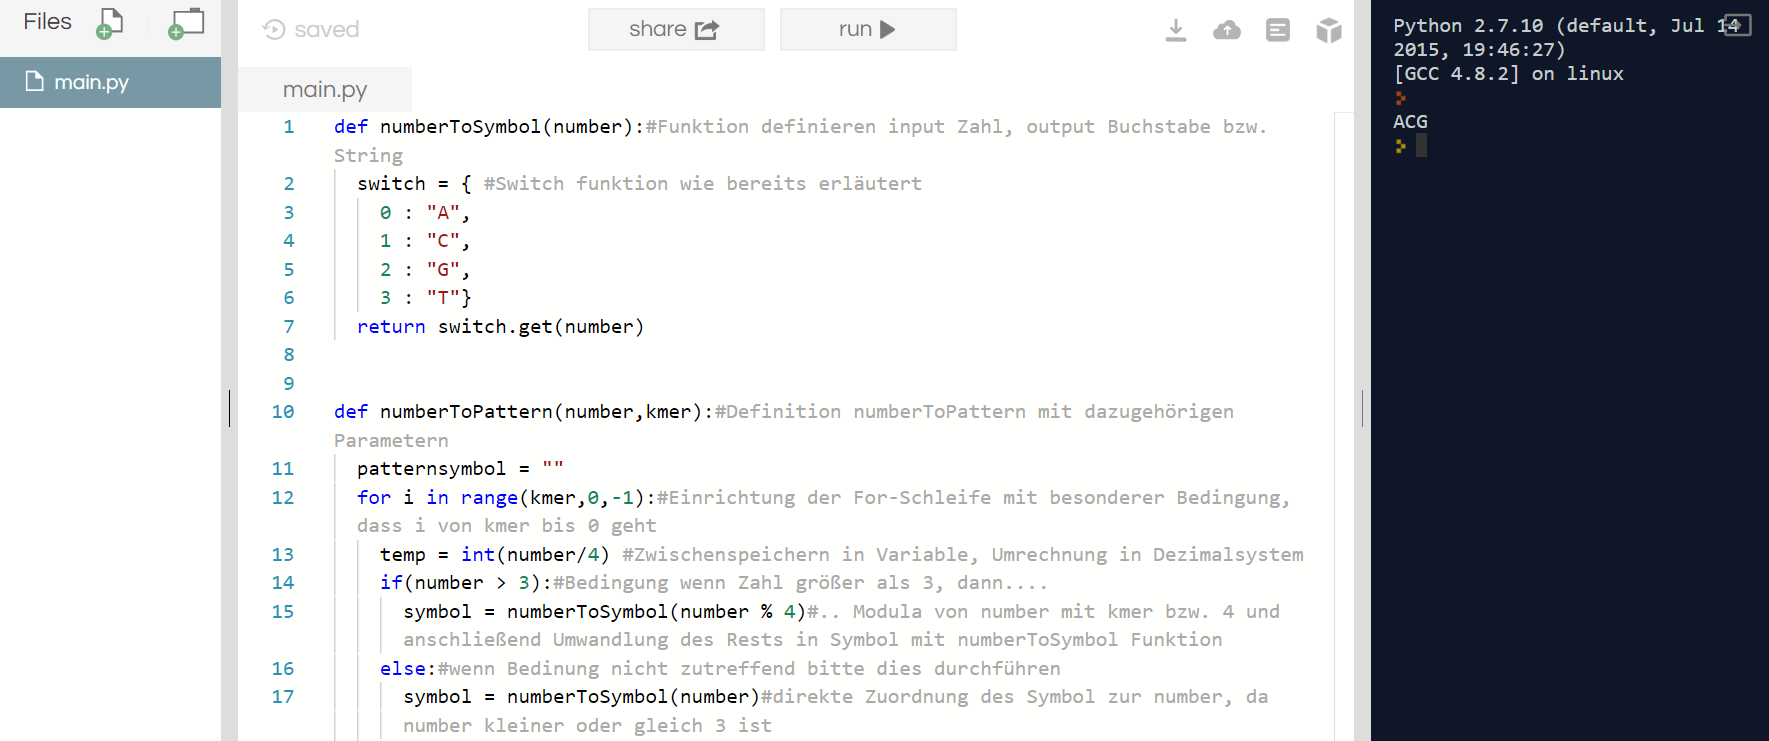 Files
saved
share
run
main.py
main.py
1 def numberToSymbol(number):#Funktion definieren input Zahl, output Buchstabe bzw.
String
2 switch = { #Switch funktion wie bereits erläutert
3 0 : "A",
4 1 : "C",
5 2 : "G",
6 3 : "T"}
7 return switch.get(number)
8
9
10 def numberToPattern(number,kmer):#Definition numberToPattern mit dazugehörigen
Parametern
11 patternsymbol = ""
12 for i in range(kmer,0,-1):#Einrichtung der For-Schleife mit besonderer Bedingung,
dass i von kmer bis 0 geht
13 temp = int(number/4) #Zwischenspeichern in Variable, Umrechnung in Dezimalsystem
14 if(number > 3):#Bedingung wenn Zahl größer als 3, dann....
15 symbol = numberToSymbol(number % 4)#.. Modula von number mit kmer bzw. 4 und
anschließend Umwandlung des Rests in Symbol mit numberToSymbol Funktion
16 else:#wenn Bedinung nicht zutreffend bitte dies durchführen
17 symbol = numberToSymbol(number)#direkte Zuordnung des Symbol zur number, da
number kleiner oder gleich 3 ist
Python 2.7.10 (default, Jul 14
2015, 19:46:27)
[GCC 4.8.2] on linux
ACG